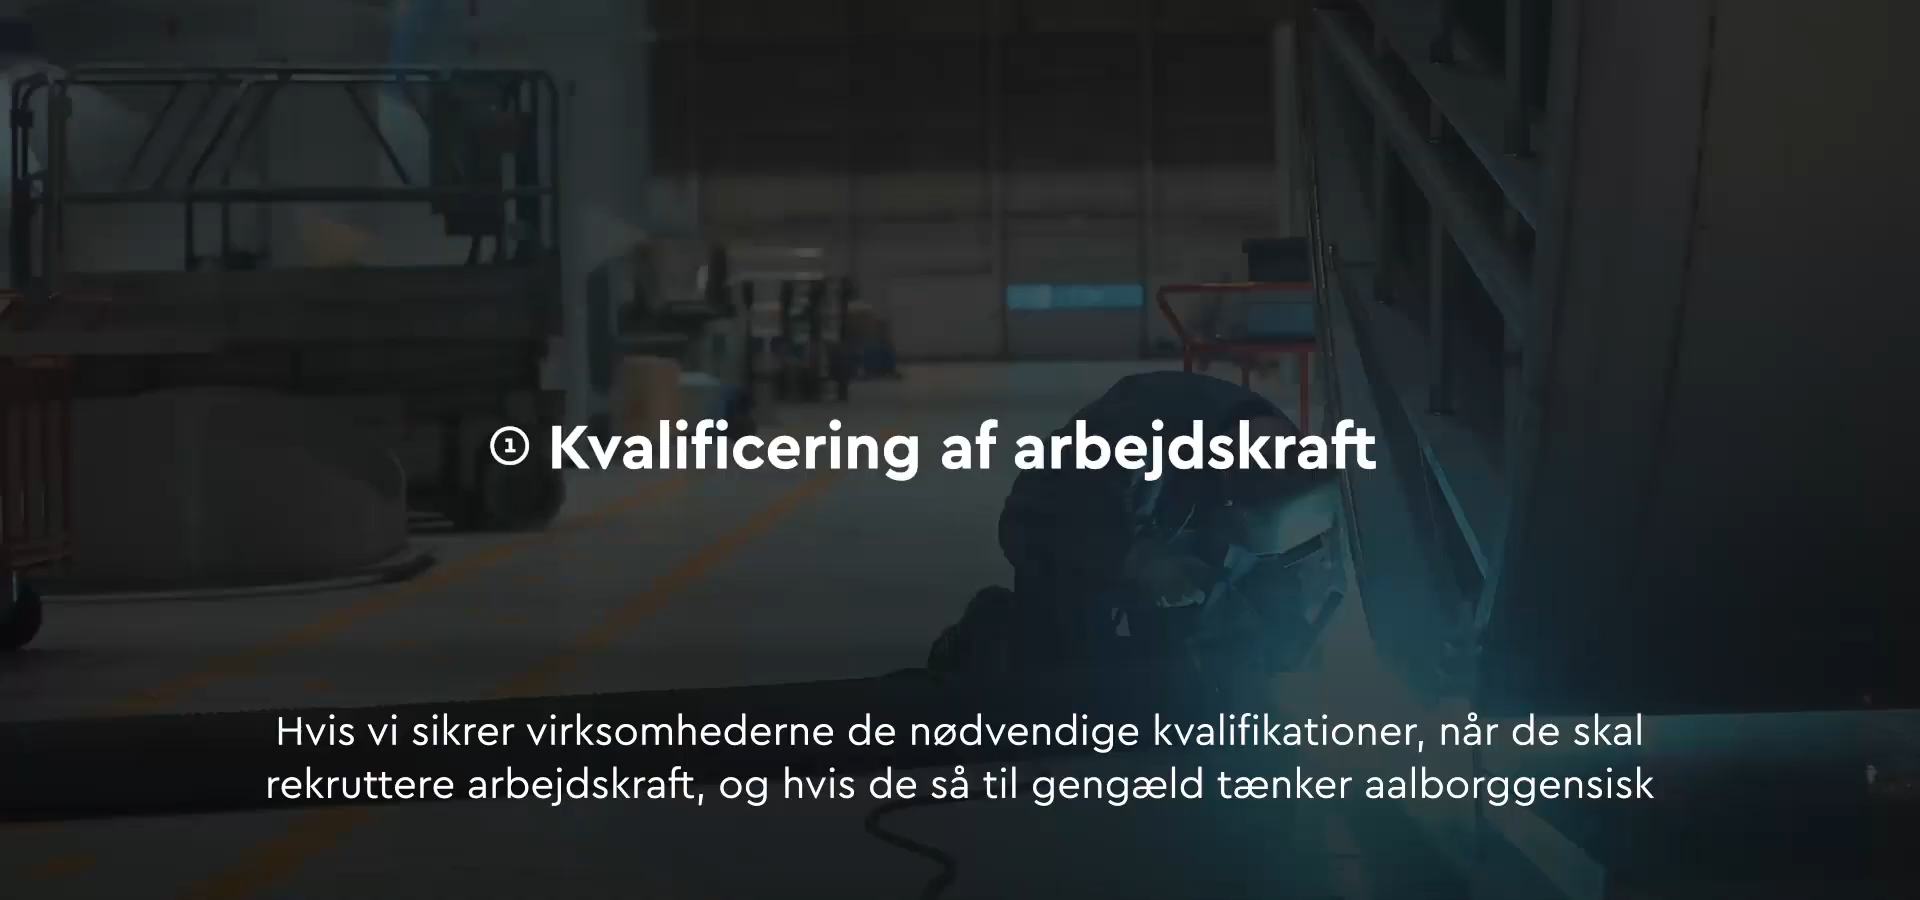 ① Kvalificering af arbejdskraft
Hvis vi sikrer virksomhederne de nødvendige kvalifikationer, når de skal
rekruttere arbejdskraft, og hvis de så til gengæld tænker aalborggensisk